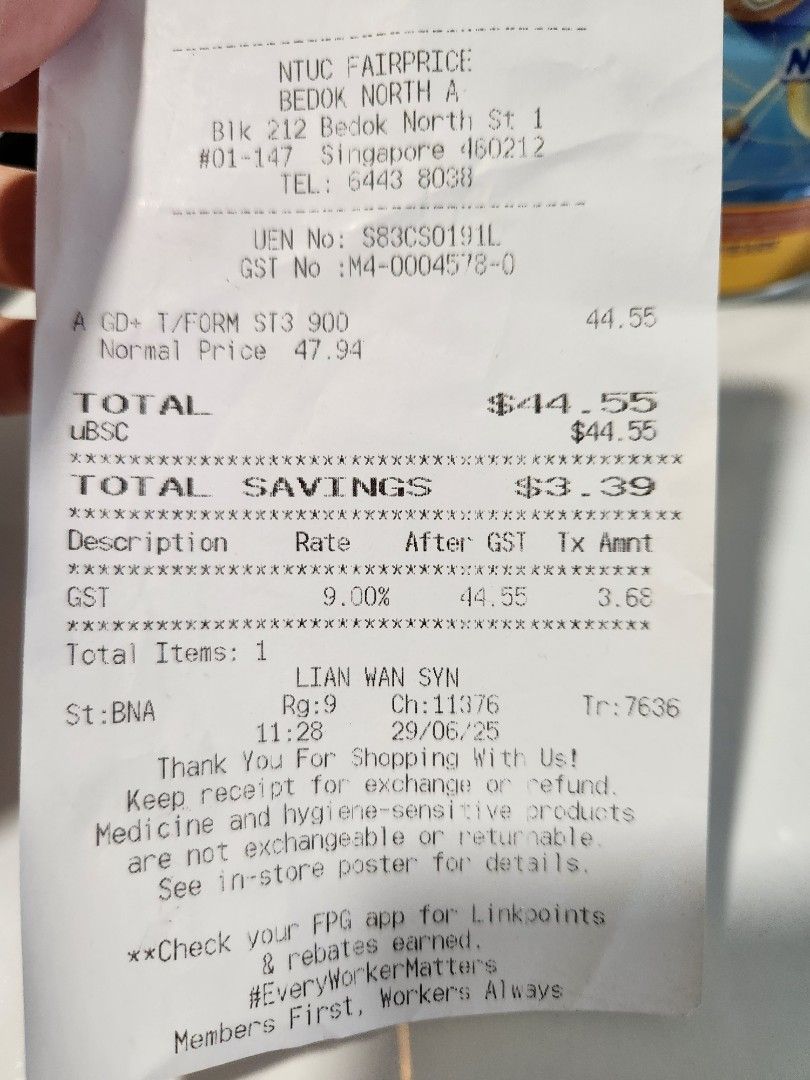 NTUC FAIRPRICE
BEDOK NORTH A
Blk 212 Bedok North St 1
#01-147 Singapore 460212
TEL: 6443 8038
UEN No: S83CS0191L
GST No :M4-0004578-0
A GD+ T/FORM ST3 900 44.55
Normal Price 47.94
TOTAL $44.55
uBSC $44.55
****************************************************
TOTAL SAVINGS $3.39
****************************************************
Description Rate After GST Tx Amnt
**************************************************
GST 9.00% 44.55 3.68
**************************************************
Total Items: 1
LIAN WAN SYN
St:BNA Rg:9 Ch:11376 Tr:7636
11:28 29/06/25
Thank You For Shopping With Us!
Keep receipt for exchange or refund.
Medicine and hygiene-sensitive products
are not exchangeable or returnable.
See in-store poster for details.
**Check your FPG app for Linkpoints
& rebates earned.
#EveryWorkerMatters
Members First, Workers Always